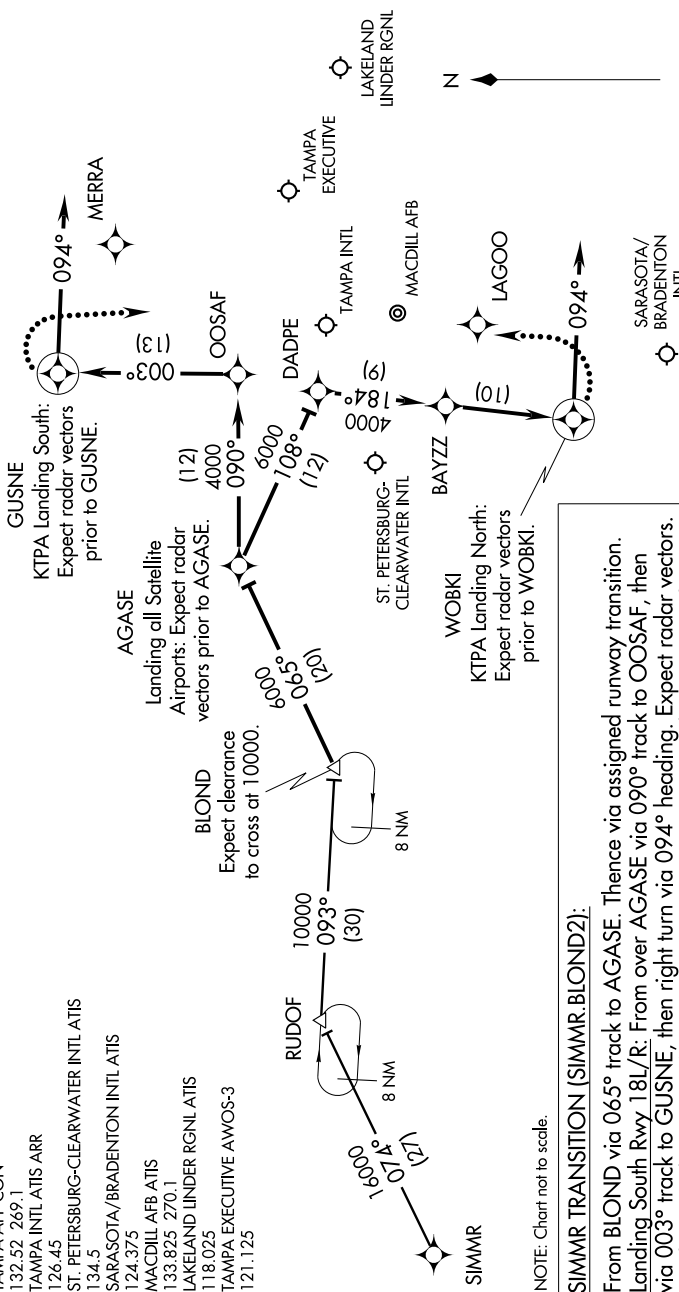 TAMPA APP CON
132.52 269.1
TAMPA INTL ATIS ARR
126.45
ST. PETERSBURG-CLEARWATER INTL ATIS
134.5
SARASOTA/BRADENTON INTL ATIS
124.375
MACDILL AFB ATIS
133.825 270.1
LAKELAND LINDER RGNL ATIS
118.025
TAMPA EXECUTIVE AWOS-3
121.125
GUSNE
KTPA Landing South:
Expect radar vectors
prior to GUSNE.
094°
MERRA
003°
(13)
OOSAF
AGASE
Landing all Satellite
Airports: Expect radar
vectors prior to AGASE.
(12)
4000
090°
6000
108°
(12)
DADPE
TAMPA INTL
TAMPA
EXECUTIVE
LAKELAND
LINDER RGNL
N
MACDILL AFB
4000
184°
(9)
ST. PETERSBURG-
CLEARWATER INTL
BAYZZ
(10)
LAGOO
094°
SARASOTA/
BRADENTON
INTL
WOBKI
KTPA Landing North:
Expect radar vectors
prior to WOBKI.
BLOND
Expect clearance
to cross at 10000.
6000
065°
(20)
8 NM
10000
093°
(30)
RUDOF
8 NM
16000
074°
(27)
SIMMR
NOTE: Chart not to scale.
SIMMR TRANSITION (SIMMR.BLOND2):
From BLOND via 065° track to AGASE. Thence via assigned runway transition.
Landing South Rwy 18L/R: From over AGASE via 090° track to OOSAF, then
via 003° track to GUSNE, then right turn via 094° heading. Expect radar vectors.